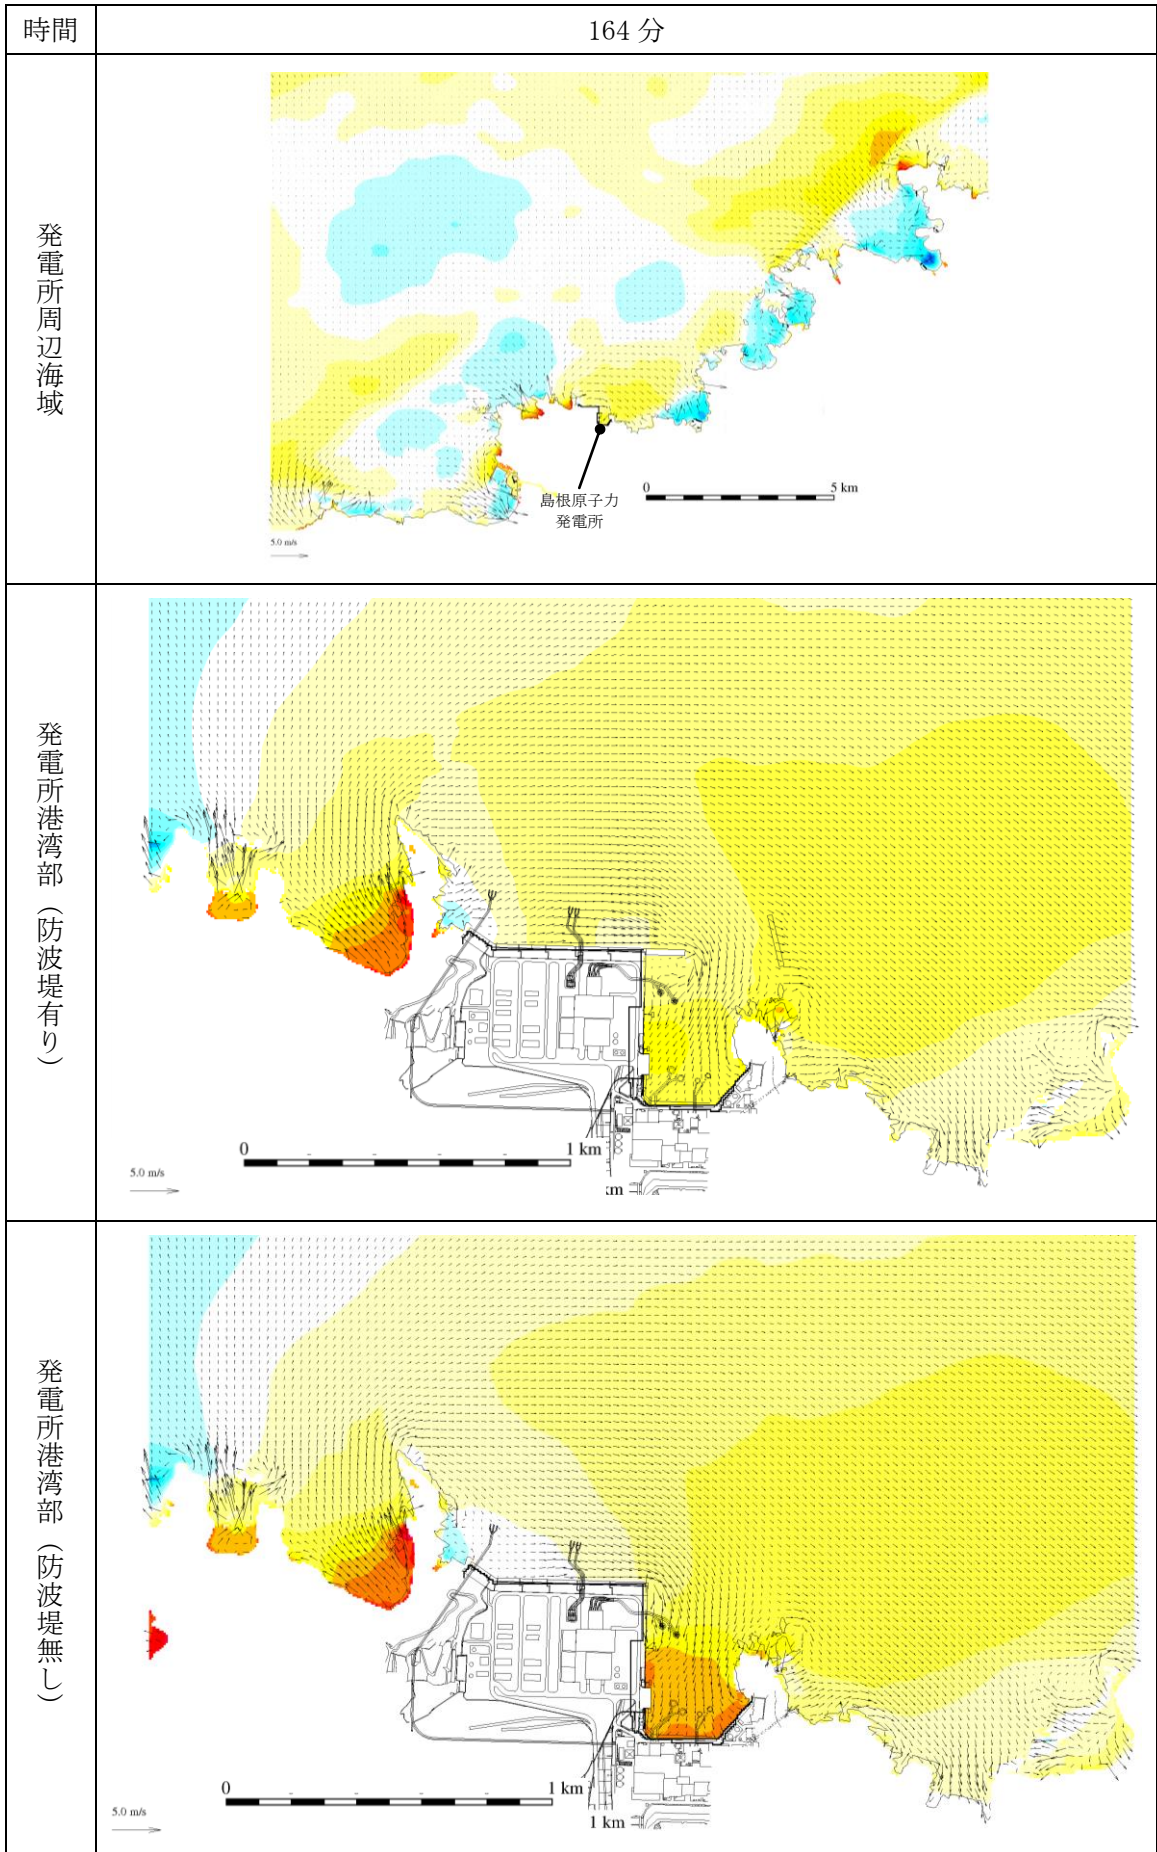 時間
164 分
発電所周辺海域
島根原子力
発電所
0
5 km
5.0 m/s
発電所港湾部（防波堤有り）
0
1 km
5.0 m/s
km
発電所港湾部（防波堤無し）
0
1 km
5.0 m/s
1 km